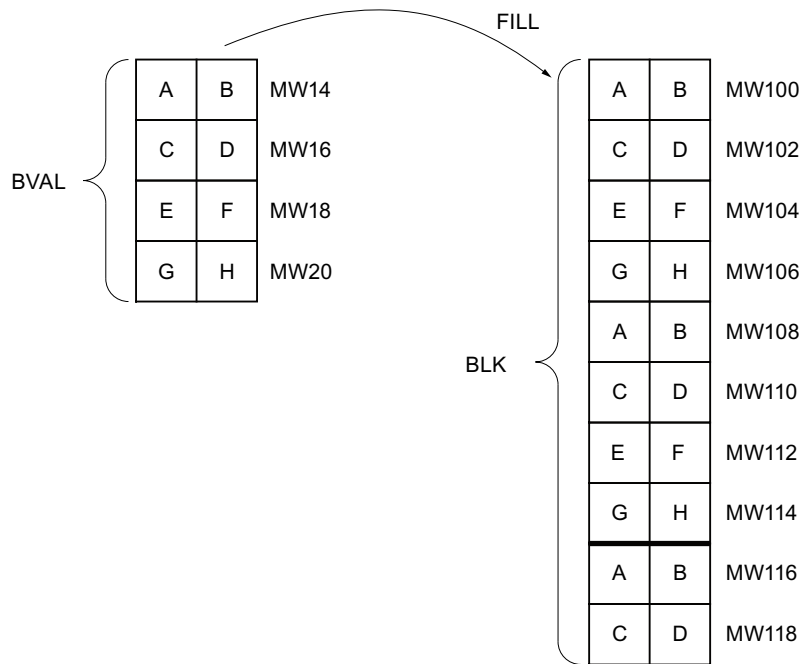 FILL
A B MW14
C D MW16
BVAL
E F MW18
G H MW20
A B MW100
C D MW102
E F MW104
G H MW106
A B MW108
BLK
C D MW110
E F MW112
G H MW114
A B MW116
C D MW118